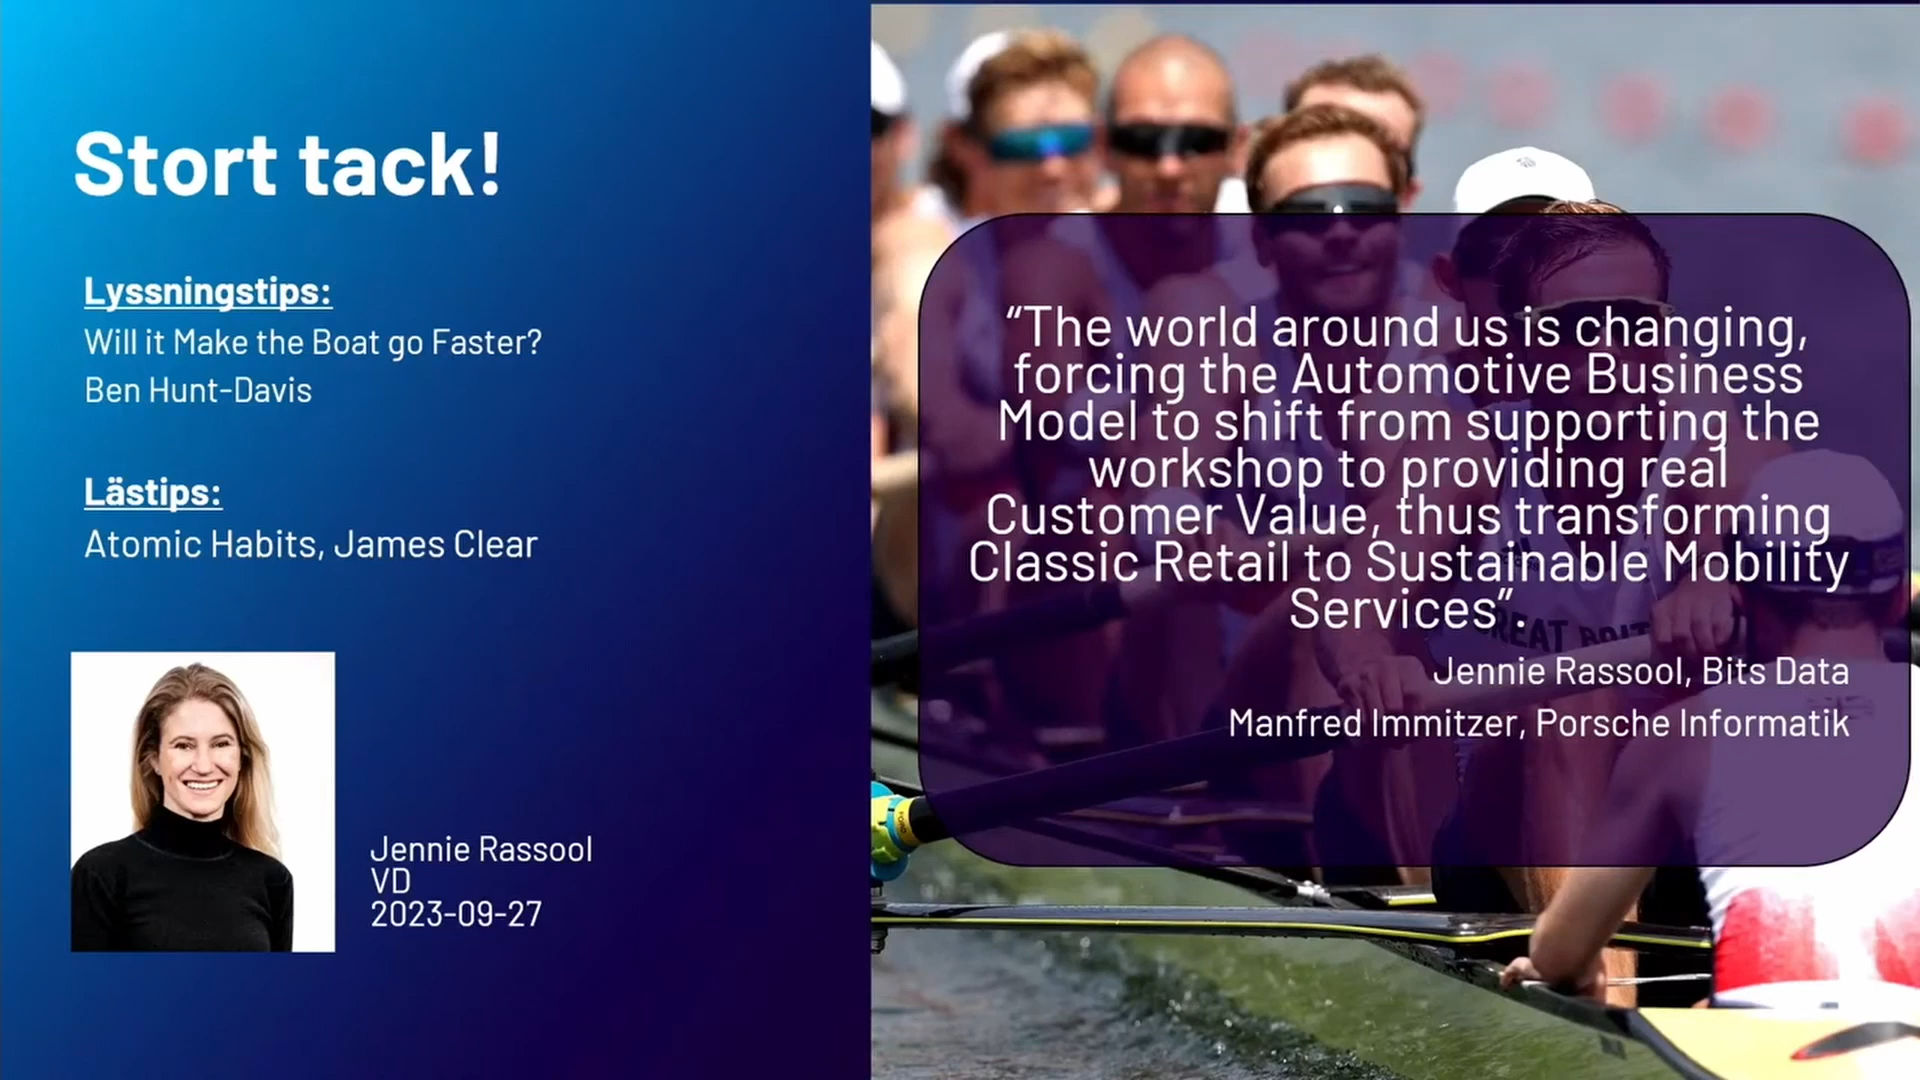 Stort tack!
Lyssningstips:
Will it Make the Boat go Faster?
Ben Hunt-Davis
Lästips:
Atomic Habits, James Clear
Jennie Rassool
VD
2023-09-27
“The world around us is changing,
forcing the Automotive Business
Model to shift from supporting the
workshop to providing real
Customer Value, thus transforming
Classic Retail to Sustainable Mobility
Services”.
Jennie Rassool, Bits Data
Manfred Immitzer, Porsche Informatik